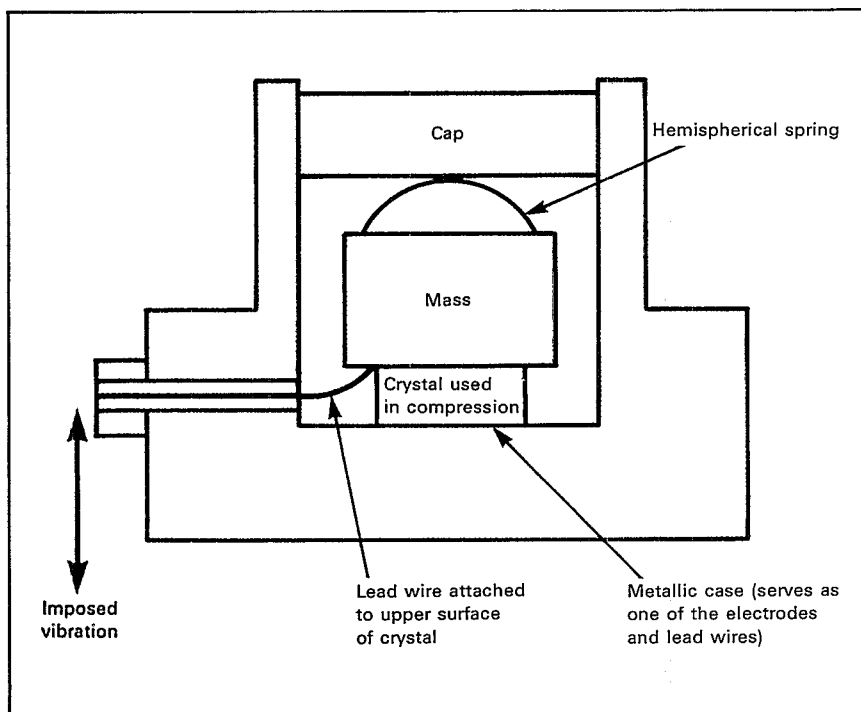 Cap
Hemispherical spring
Mass
Crystal used
in compression
Imposed
vibration
Lead wire attached
to upper surface
of crystal
Metallic case (serves as
one of the electrodes
and lead wires)